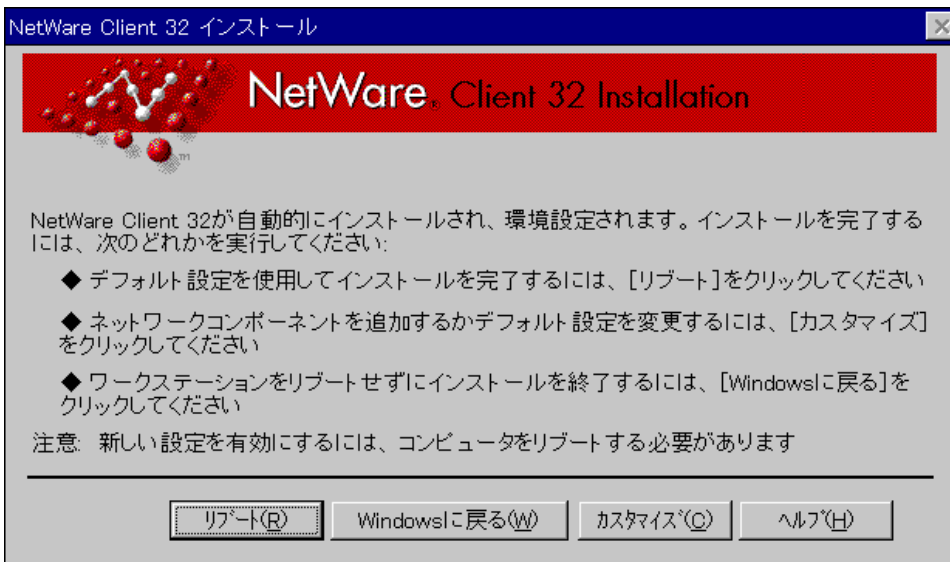 NetWare Client 32 インストール
NetWare® Client 32 Installation
TM
NetWare Client 32が自動的にインストールされ、環境設定されます。インストールを完了する
には、次のどれかを実行してください:
◆ デフォルト設定を使用してインストールを完了するには、[リブート]をクリックしてください
◆ ネットワークコンポーネントを追加するかデフォルト設定を変更するには、[カスタマイズ]
をクリックしてください
◆ ワークステーションをリブートせずにインストールを終了するには、[Windowsに戻る]を
クリックしてください
注意: 新しい設定を有効にするには、コンピュータをリブートする必要があります
リブート(R)
Windowsに戻る(W)
カスタマイズ(C)
ヘルプ(H)